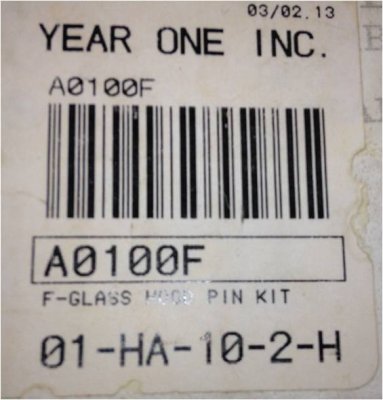 03/02.13
YEAR ONE INC.
A0100F
A0100F
F-GLASS HOOD PIN KIT
01-HA-10-2-H